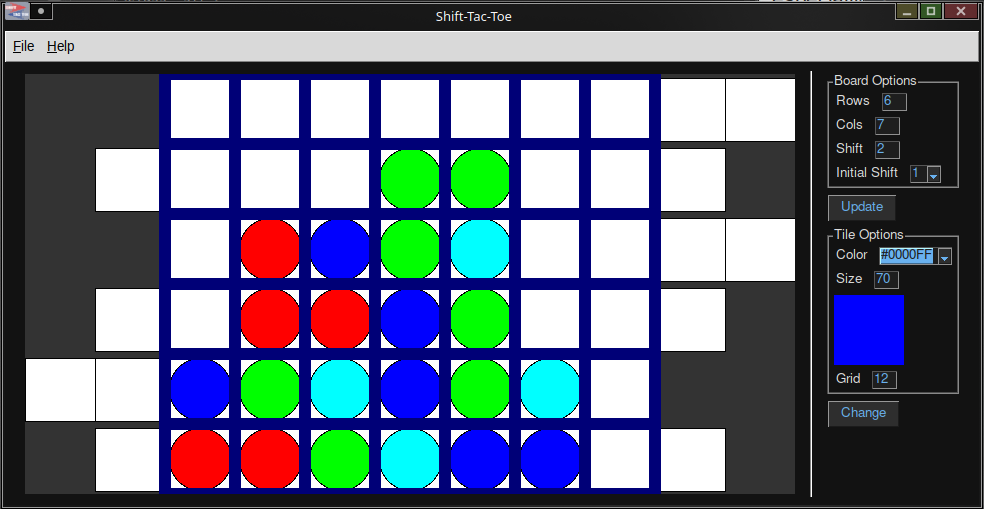 Shift-Tac-Toe
File Help
Board Options
Rows 6
Cols 7
Shift 2
Initial Shift 1
Update
Tile Options
Color #0000FF
Size 70
Grid 12
Change